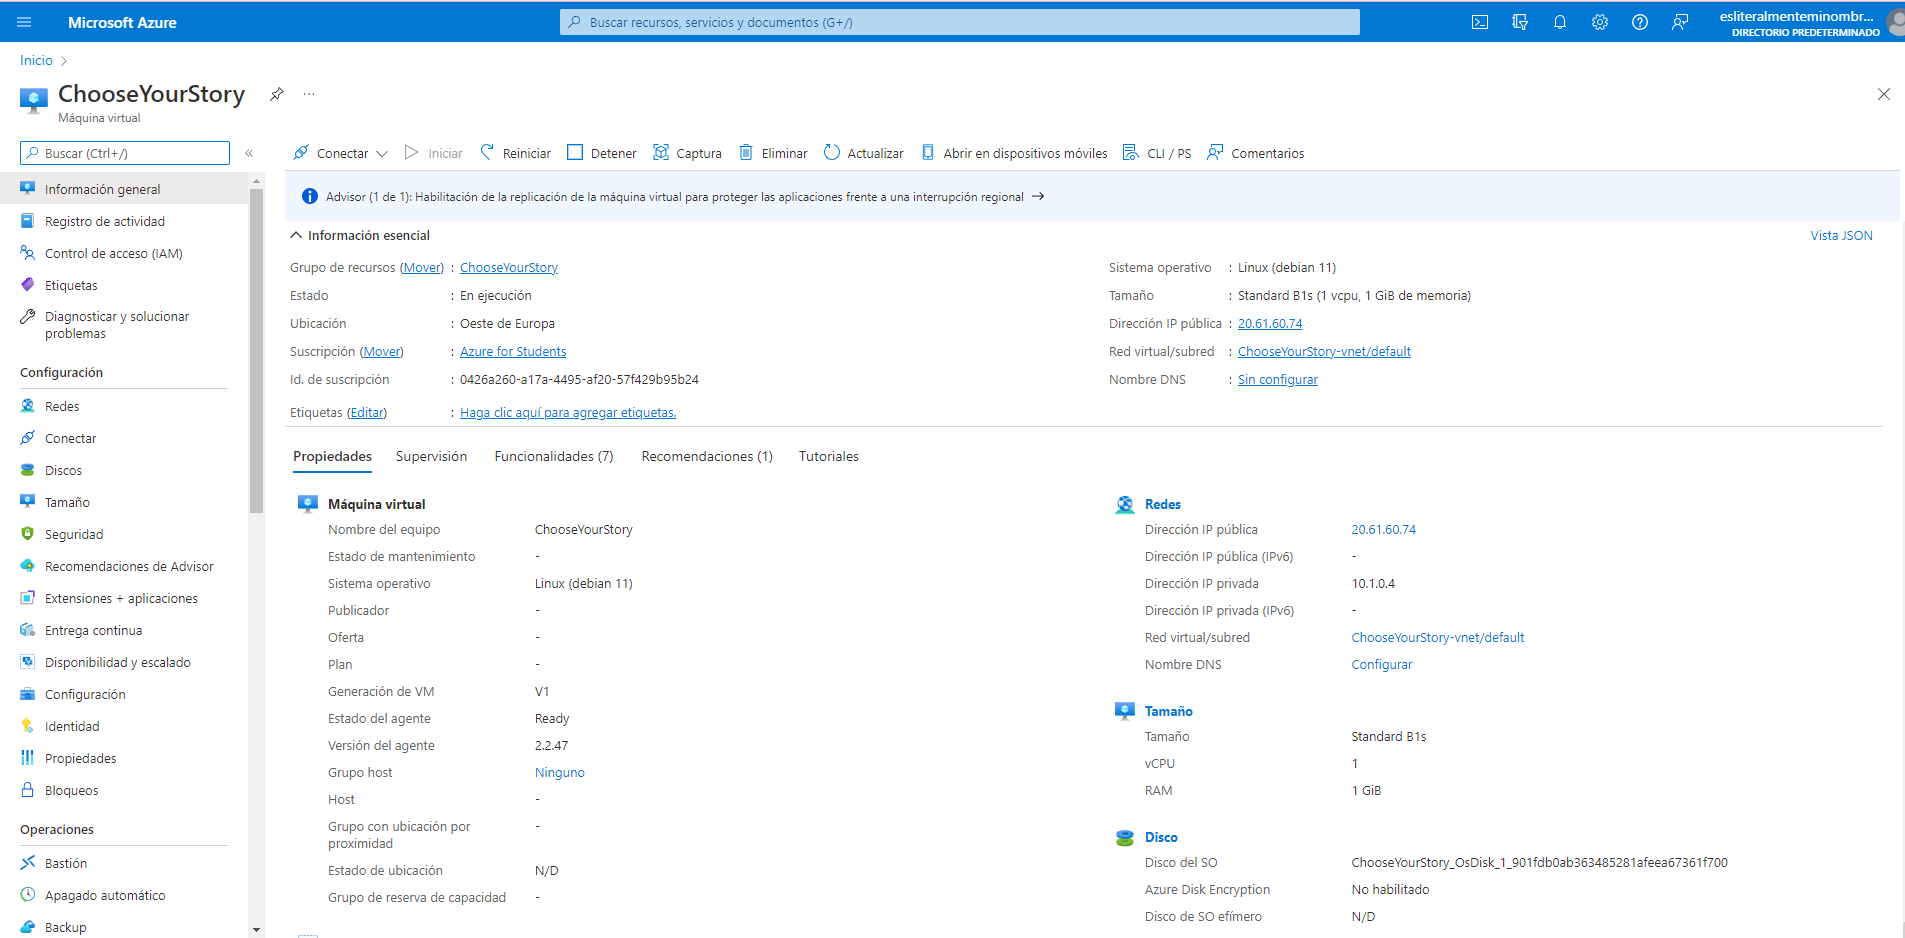 Microsoft Azure
Buscar recursos, servicios y documentos (G+/)
esliteralmenteminombr...
DIRECTORIO PREDETERMINADO
Inicio
ChooseYourStory
Máquina virtual
Buscar (Ctrl+/)
Conectar
Iniciar
Reiniciar
Detener
Captura
Eliminar
Actualizar
Abrir en dispositivos móviles
CLI / PS
Comentarios
Información general
Registro de actividad
Control de acceso (IAM)
Etiquetas
Diagnosticar y solucionar
problemas
Configuración
Redes
Conectar
Discos
Tamaño
Seguridad
Recomendaciones de Advisor
Extensiones + aplicaciones
Entrega continua
Disponibilidad y escalado
Configuración
Identidad
Propiedades
Bloqueos
Operaciones
Bastión
Apagado automático
Backup
Advisor (1 de 1): Habilitación de la replicación de la máquina virtual para proteger las aplicaciones frente a una interrupción regional →
Información esencial
Vista JSON
Grupo de recursos (Mover) : ChooseYourStory
Estado : En ejecución
Ubicación : Oeste de Europa
Suscripción (Mover) : Azure for Students
Id. de suscripción : 0426a260-a17a-4495-af20-57f429b95b24
Etiquetas (Editar) : Haga clic aquí para agregar etiquetas.
Sistema operativo : Linux (debian 11)
Tamaño : Standard B1s (1 vcpu, 1 GiB de memoria)
Dirección IP pública : 20.61.60.74
Red virtual/subred : ChooseYourStory-vnet/default
Nombre DNS : Sin configurar
Propiedades
Supervisión
Funcionalidades (7)
Recomendaciones (1)
Tutoriales
Máquina virtual
Nombre del equipo ChooseYourStory
Estado de mantenimiento -
Sistema operativo Linux (debian 11)
Publicador -
Oferta -
Plan -
Generación de VM V1
Estado del agente Ready
Versión del agente 2.2.47
Grupo host Ninguno
Host -
Grupo con ubicación por -
proximidad
Estado de ubicación N/D
Grupo de reserva de capacidad -
Redes
Dirección IP pública 20.61.60.74
Dirección IP pública (IPv6) -
Dirección IP privada 10.1.0.4
Dirección IP privada (IPv6) -
Red virtual/subred ChooseYourStory-vnet/default
Nombre DNS Configurar
Tamaño
Tamaño Standard B1s
vCPU 1
RAM 1 GiB
Disco
Disco del SO ChooseYourStory_OsDisk_1_901fdb0ab363485281afeea67361f700
Azure Disk Encryption No habilitado
Disco de SO efímero N/D